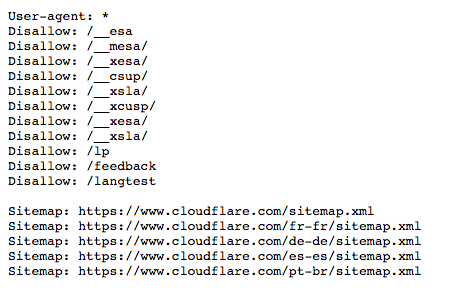 User-agent: *
Disallow: /__esa
Disallow: /__mesa/
Disallow: /__xesa/
Disallow: /__csup/
Disallow: /__xsla/
Disallow: /__xcusp/
Disallow: /__xesa/
Disallow: /__xsla/
Disallow: /lp
Disallow: /feedback
Disallow: /langtest

Sitemap: https://www.cloudflare.com/sitemap.xml
Sitemap: https://www.cloudflare.com/fr-fr/sitemap.xml
Sitemap: https://www.cloudflare.com/de-de/sitemap.xml
Sitemap: https://www.cloudflare.com/es-es/sitemap.xml
Sitemap: https://www.cloudflare.com/pt-br/sitemap.xml